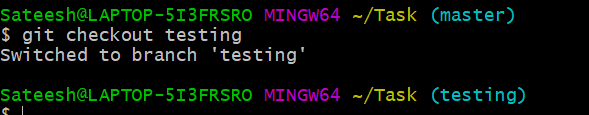 Sateesh@LAPTOP-5I3FRSRO MINGW64 ~/Task (master)
$ git checkout testing
Switched to branch 'testing'
Sateesh@LAPTOP-5I3FRSRO MINGW64 ~/Task (testing)
$